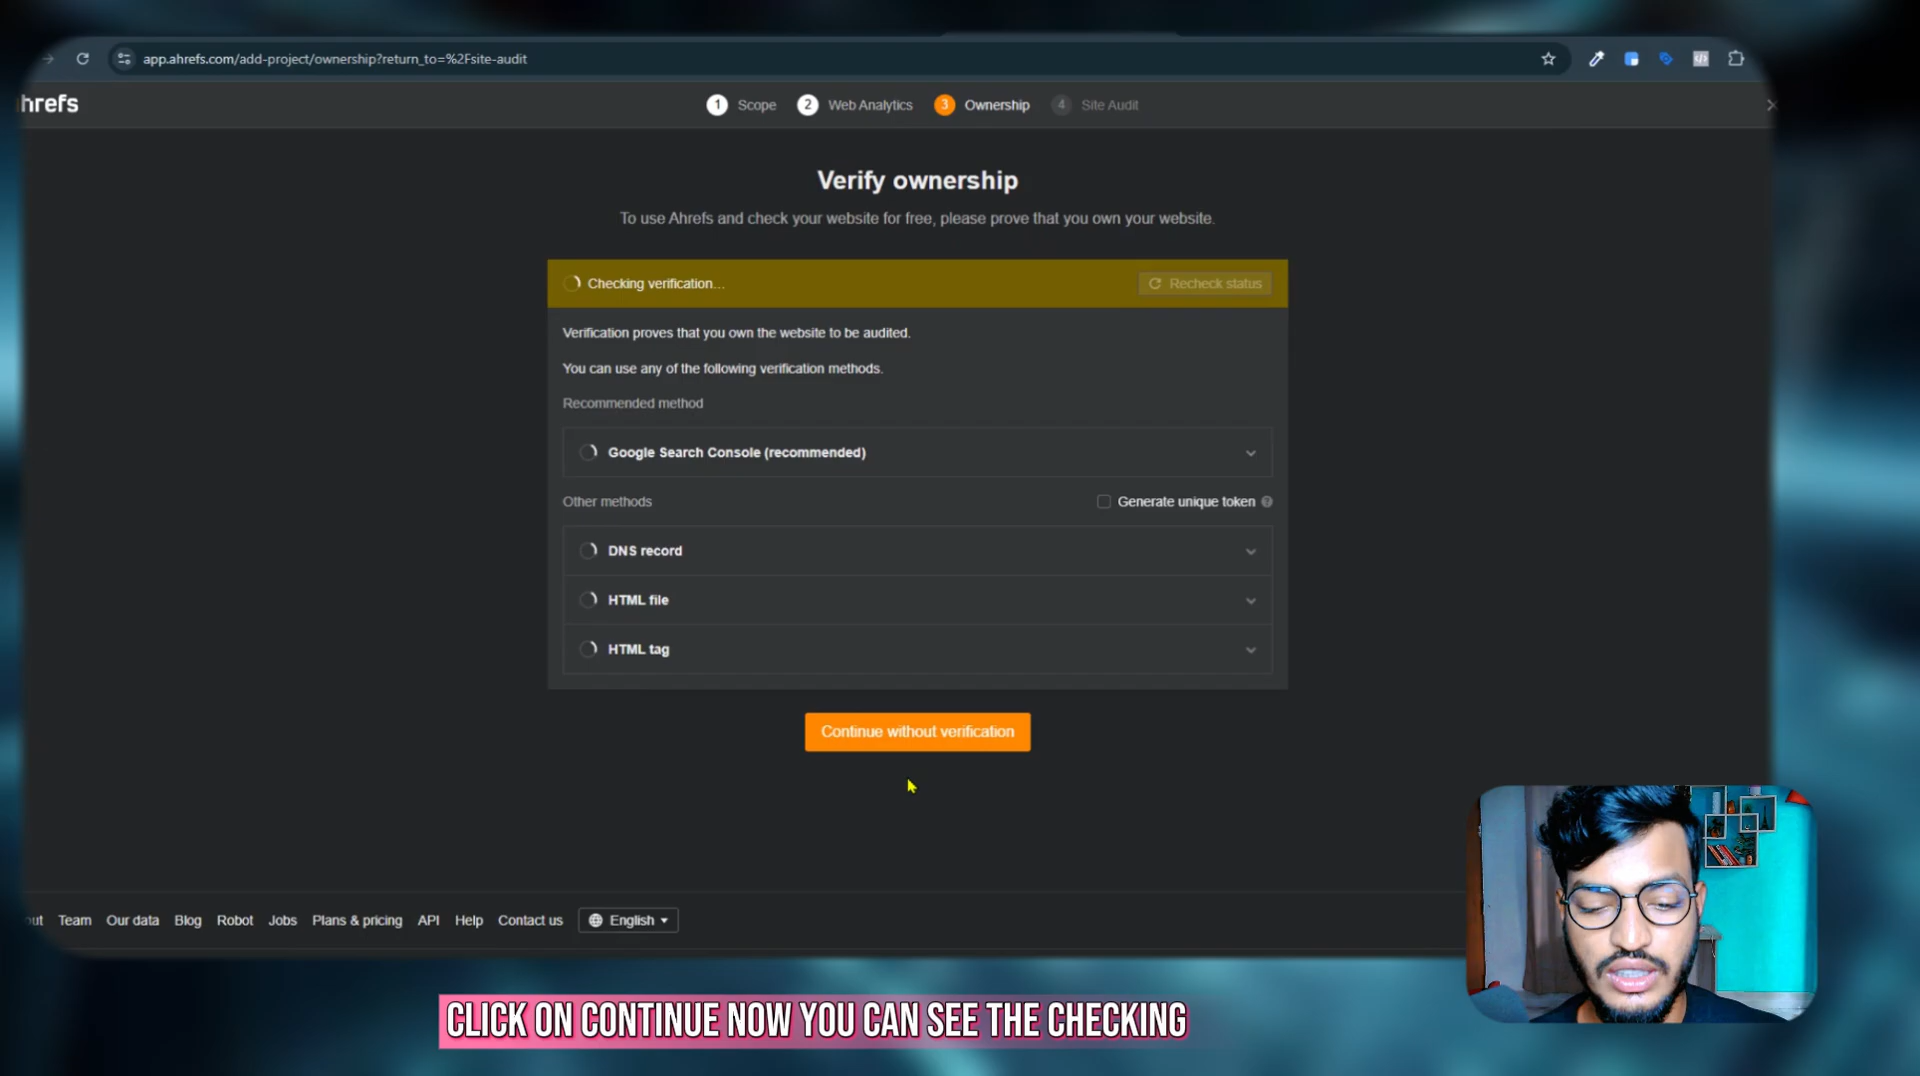 app.ahrefs.com/add-project/ownership?return_to=%2Fsite-audit
hrefs
1 Scope 2 Web Analytics 3 Ownership 4 Site Audit
Verify ownership
To use Ahrefs and check your website for free, please prove that you own your website.
Checking verification... Recheck status
Verification proves that you own the website to be audited.
You can use any of the following verification methods.
Recommended method
Google Search Console (recommended)
Other methods Generate unique token
DNS record
HTML file
HTML tag
Continue without verification
out Team Our data Blog Robot Jobs Plans & pricing API Help Contact us English
CLICK ON CONTINUE NOW YOU CAN SEE THE CHECKING